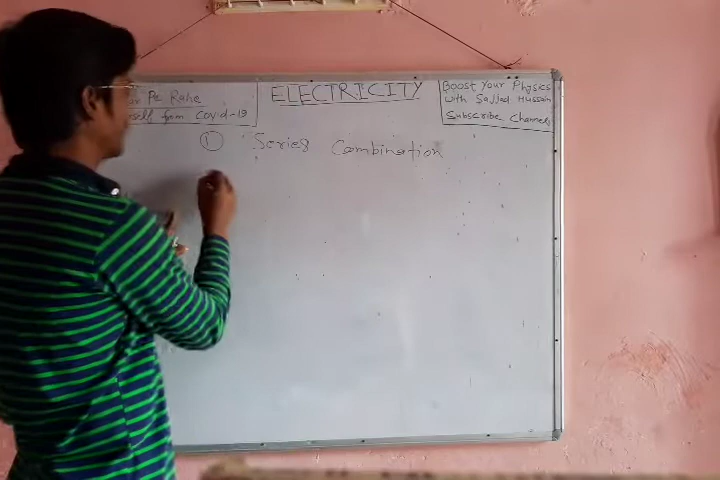 Pe Rahe
from Covid-19
ELECTRICITY
Boost Your Physics
with Sajjad Hussain
Subscribe Channel
① Series Combination